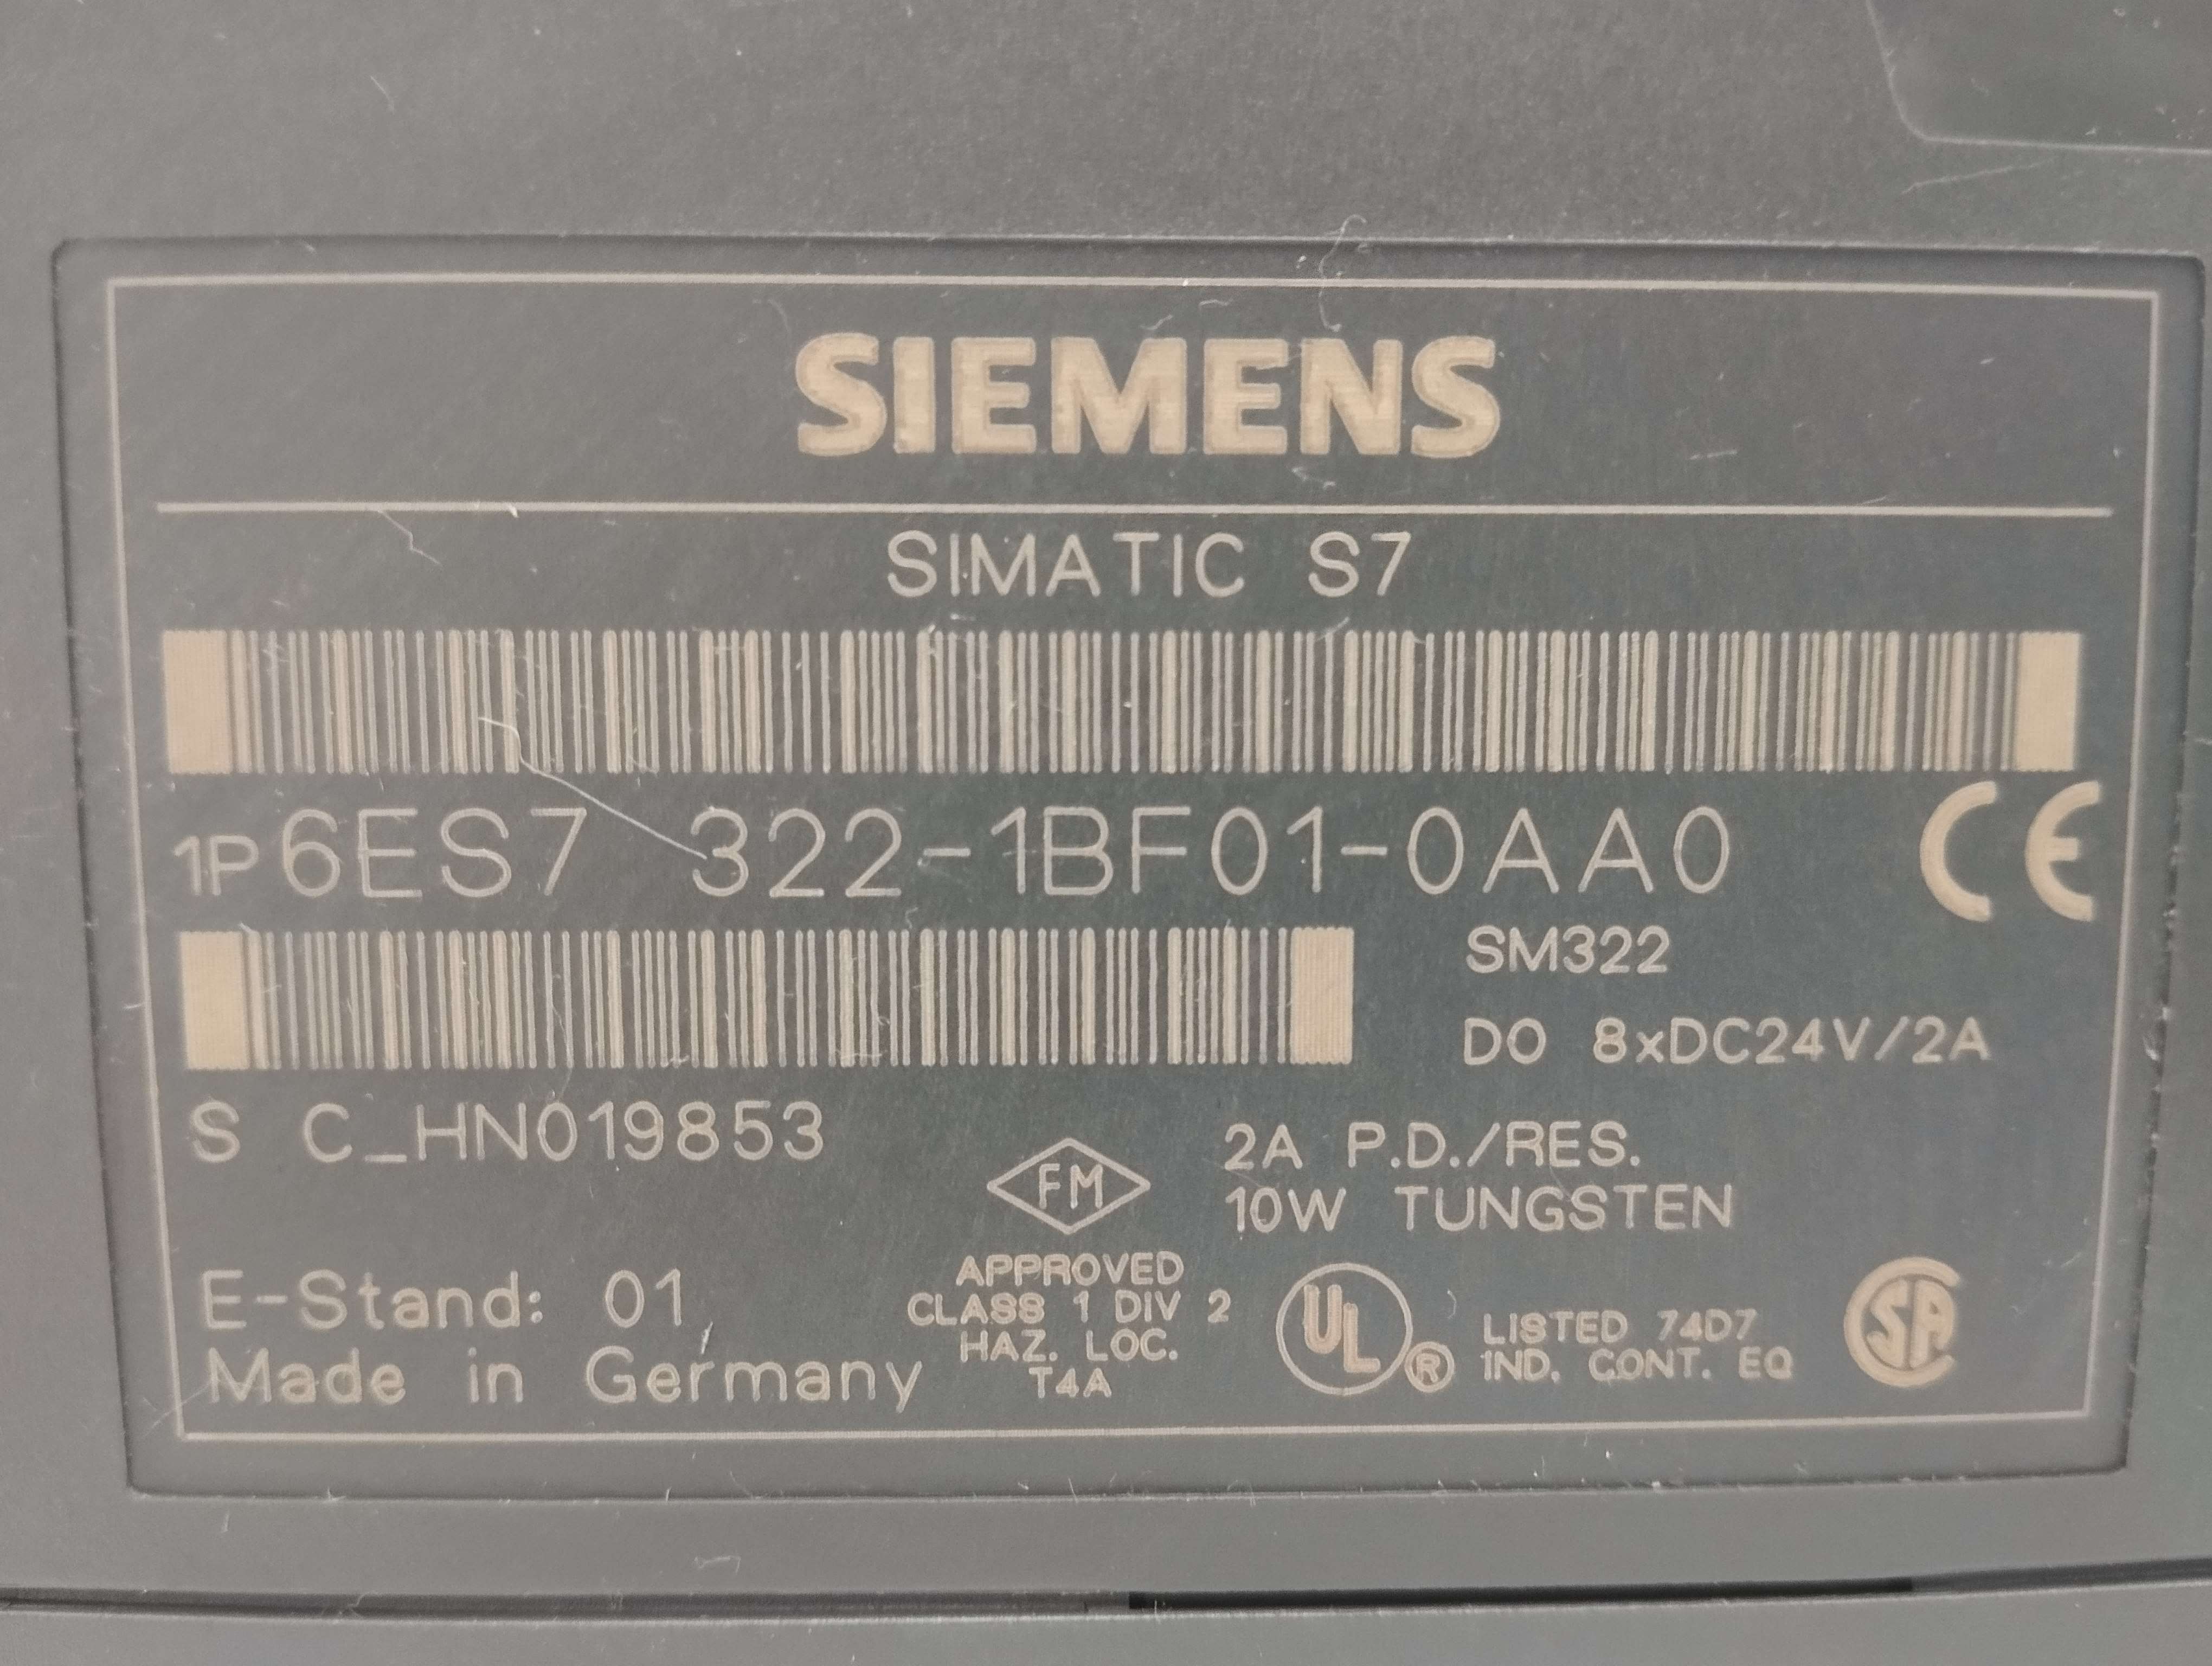 SIEMENS
SIMATIC S7
1P 6ES7 322-1BF01-0AA0
CE
SM322
DO 8xDC24V/2A
S C_HN019853
2A P.D./RES.
10W TUNGSTEN
FM
APPROVED
CLASS 1 DIV 2
HAZ. LOC.
T4A
E-Stand: 01
Made in Germany
UL ®
LISTED 74D7
IND. CONT. EQ
SA